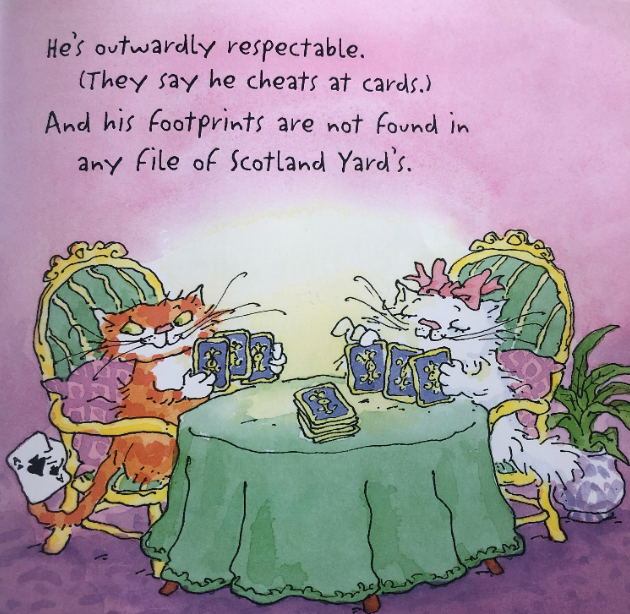 He's outwardly respectable.
(They say he cheats at cards.)
And his footprints are not found in
any file of Scotland Yard's.